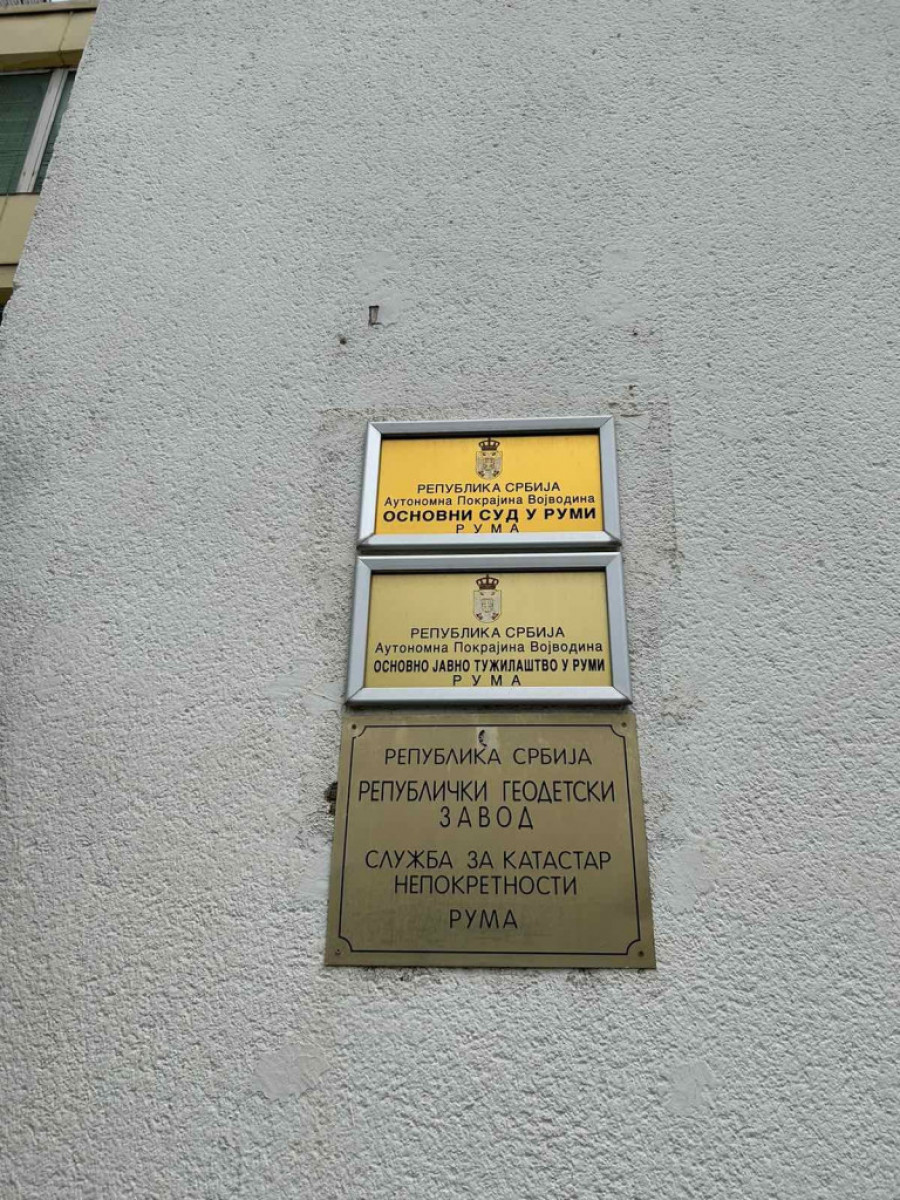 РЕПУБЛИКА СРБИЈА
Аутономна Покрајина Војводина
ОСНОВНИ СУД У РУМИ
РУМА
РЕПУБЛИКА СРБИЈА
Аутономна Покрајина Војводина
ОСНОВНО ЈАВНО ТУЖИЛАШТВО У РУМИ
РУМА
РЕПУБЛИКА СРБИЈА
РЕПУБЛИЧКИ ГЕОДЕТСКИ
ЗАВОД
СЛУЖБА ЗА КАТАСТАР
НЕПОКРЕТНОСТИ
РУМА